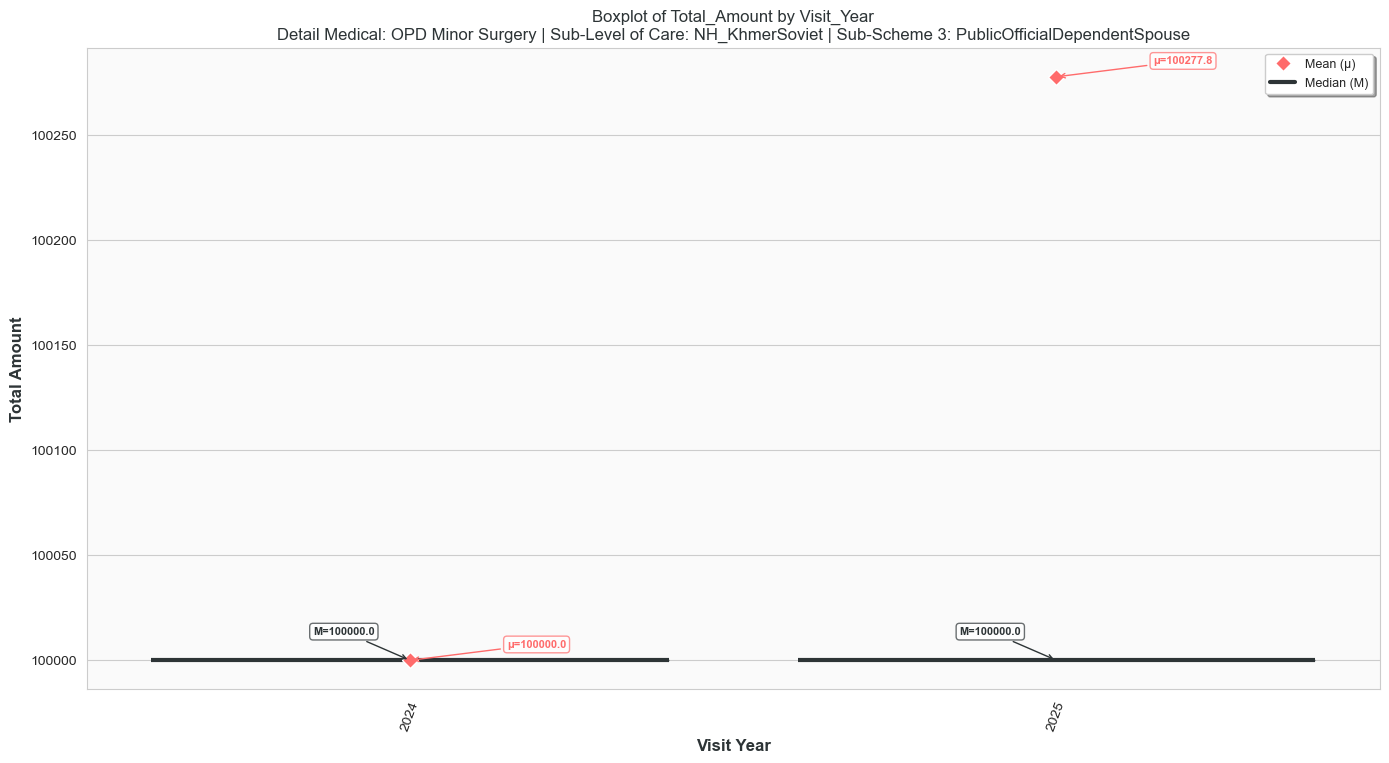 Boxplot of Total_Amount by Visit_Year
Detail Medical: OPD Minor Surgery | Sub-Level of Care: NH_KhmerSoviet | Sub-Scheme 3: PublicOfficialDependentSpouse
μ=100277.8
Mean (μ)
Median (M)
100250
100200
100150
100100
100050
100000
Total Amount
M=100000.0
μ=100000.0
M=100000.0
2024
2025
Visit Year